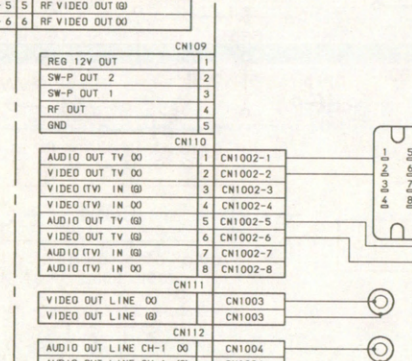 5 5 RF VIDEO OUT (G)
6 6 RF VIDEO OUT (X)
CN109
REG 12V OUT 1
SW-P OUT 2 2
SW-P OUT 1 3
RF OUT 4
GND 5
CN110
AUDIO OUT TV (X) 1 CN1002-1
VIDEO OUT TV (X) 2 CN1002-2
VIDEO (TV) IN (G) 3 CN1002-3
VIDEO (TV) IN (X) 4 CN1002-4
AUDIO OUT TV (G) 5 CN1002-5
VIDEO OUT TV (G) 6 CN1002-6
AUDIO (TV) IN (G) 7 CN1002-7
AUDIO (TV) IN (X) 8 CN1002-8
1 5
2 6
3 7
4 8
CN111
VIDEO OUT LINE (X) CN1003
VIDEO OUT LINE (G) CN1003
CN112
AUDIO OUT LINE CH-1 (X) CN1004